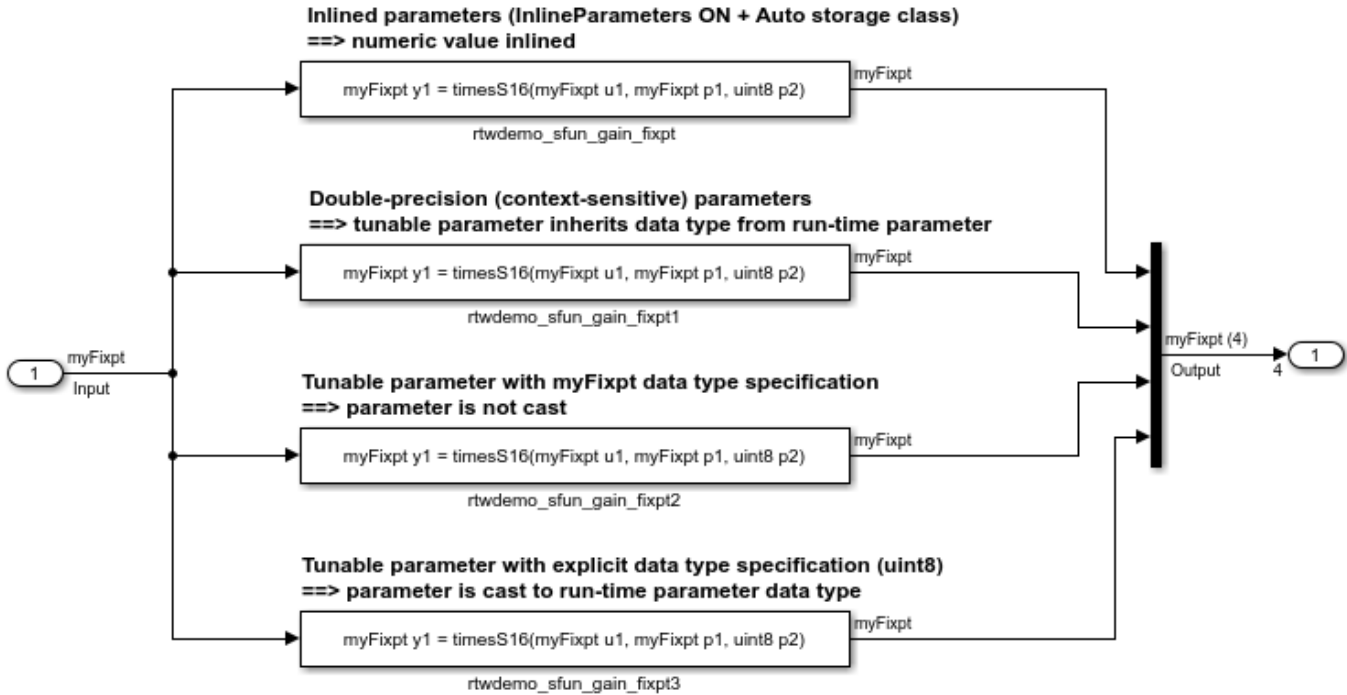 Inlined parameters (InlineParameters ON + Auto storage class)
==> numeric value inlined
myFixpt y1 = timesS16(myFixpt u1, myFixpt p1, uint8 p2)
myFixpt
rtwdemo_sfun_gain_fixpt
Double-precision (context-sensitive) parameters
==> tunable parameter inherits data type from run-time parameter
myFixpt y1 = timesS16(myFixpt u1, myFixpt p1, uint8 p2)
myFixpt
rtwdemo_sfun_gain_fixpt1
1
myFixpt
Input
myFixpt (4)
Output
4
1
Tunable parameter with myFixpt data type specification
==> parameter is not cast
myFixpt y1 = timesS16(myFixpt u1, myFixpt p1, uint8 p2)
myFixpt
rtwdemo_sfun_gain_fixpt2
Tunable parameter with explicit data type specification (uint8)
==> parameter is cast to run-time parameter data type
myFixpt y1 = timesS16(myFixpt u1, myFixpt p1, uint8 p2)
myFixpt
rtwdemo_sfun_gain_fixpt3